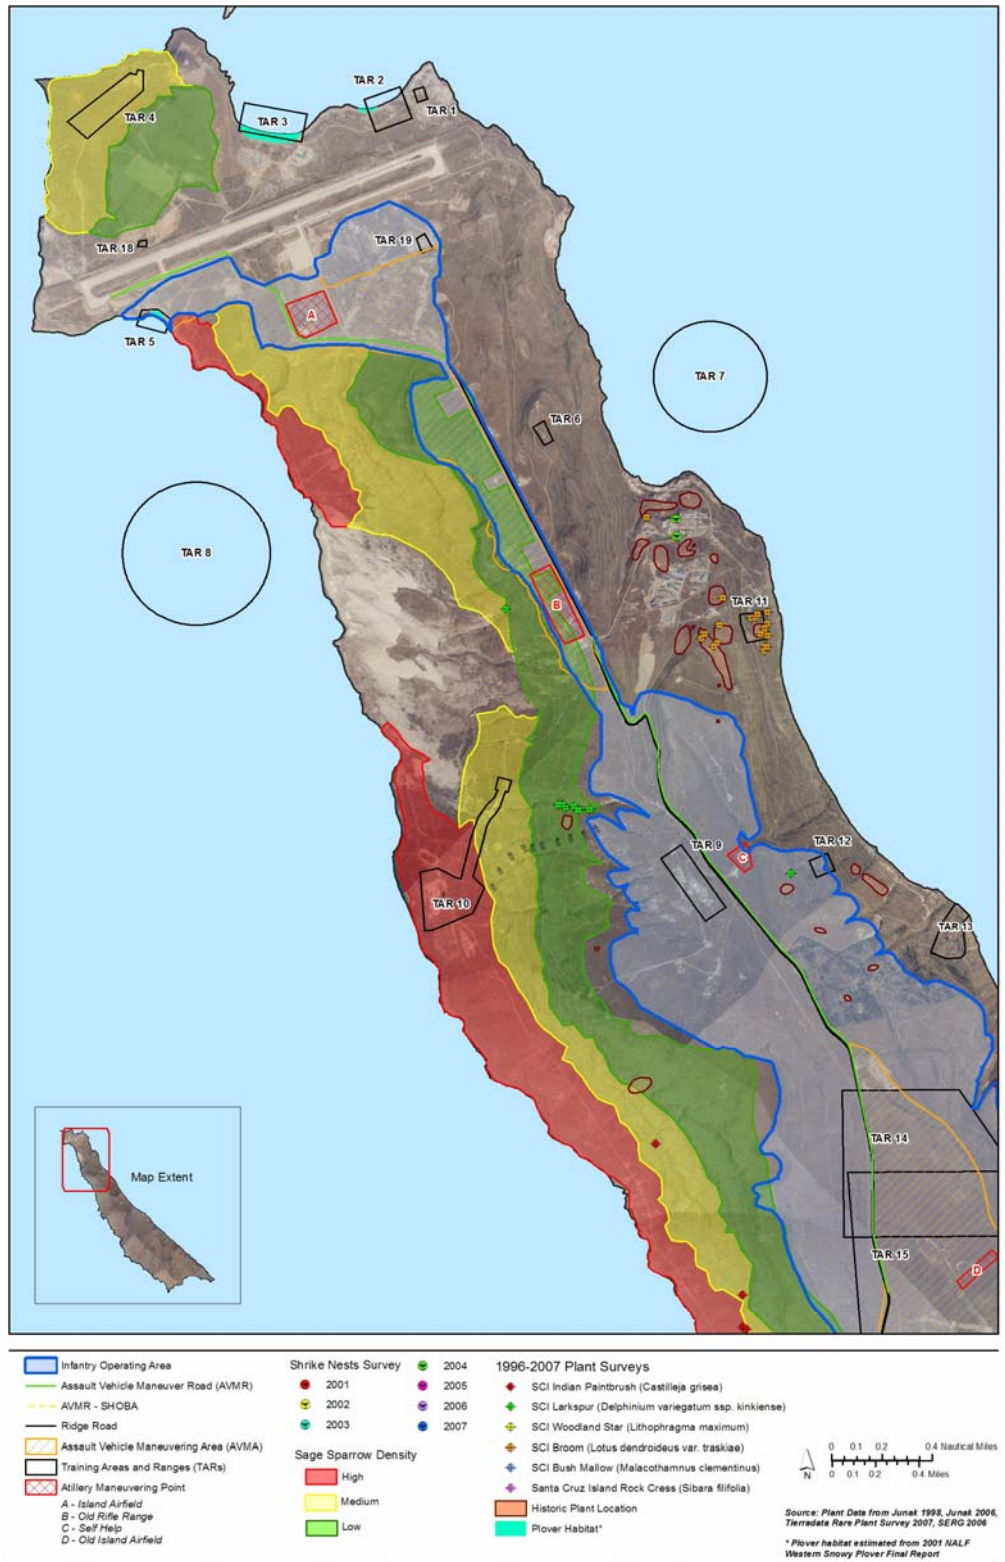 TAR 2
TAR 1
TAR 3
TAR 4
TAR 18
TAR 19
A
TAR 5
TAR 7
TAR 6
TAR 8
B
TAR 11
TAR 9
C
TAR 12
TAR 10
TAR 13
TAR 14
TAR 15
D
Map Extent
Infantry Operating Area
Assault Vehicle Maneuver Road (AVMR)
AVMR - SHOBA
Ridge Road
Assault Vehicle Maneuvering Area (AVMA)
Training Areas and Ranges (TARs)
Atillery Maneuvering Point
A - Island Airfield
B - Old Rifle Range
C - Self Help
D - Old Island Airfield
Shrike Nests Survey
2001
2002
2003
2004
2005
2006
2007
Sage Sparrow Density
High
Medium
Low
1996-2007 Plant Surveys
SCI Indian Paintbrush (Castilleja grisea)
SCI Larkspur (Delphinium variegatum ssp. kinkiense)
SCI Woodland Star (Lithophragma maximum)
SCI Broom (Lotus dendroideus var. traskiae)
SCI Bush Mallow (Malacothamnus clementinus)
Santa Cruz Island Rock Cress (Sibara filifolia)
Historic Plant Location
Plover Habitat*
N
0 0.1 0.2 0.4 Nautical Miles
0 0.1 0.2 0.4 Miles
Source: Plant Data from Junak 1998, Junak 2006,
Tierradata Rare Plant Survey 2007, SERG 2006
* Plover habitat estimated from 2001 NALF
Western Snowy Plover Final Report